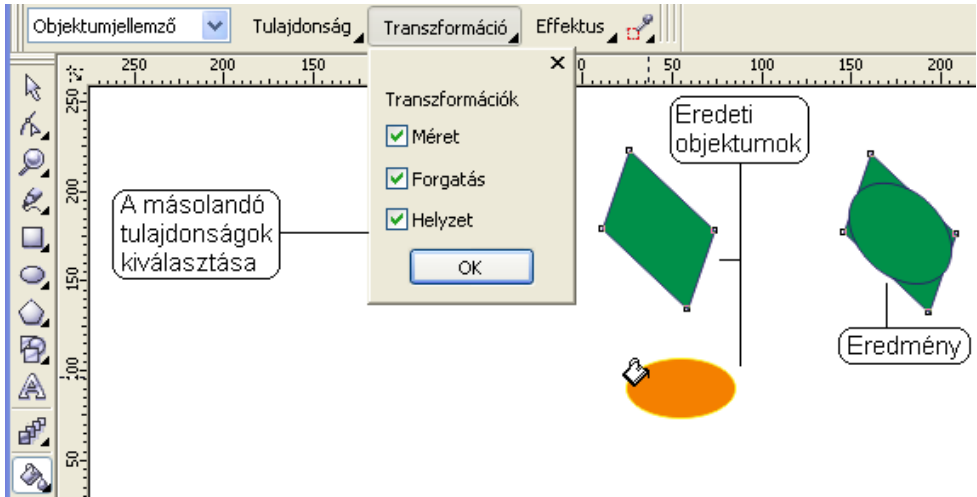 Objektumjellemző Tulajdonság Transzformáció Effektus
250 200 150 0 50 100 150 200
Transzformációk
Méret
Forgatás
Helyzet
OK
A másolandó
tulajdonságok
kiválasztása
Eredeti
objektumok
Eredmény
250
200
150
100
50